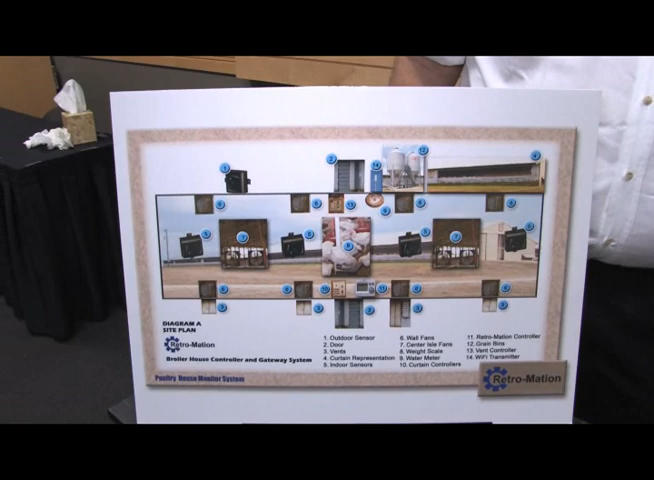 DIAGRAM A
SITE PLAN
Retro-Mation
Broiler House Controller and Gateway System
1. Outdoor Sensor
2. Door
3. Vents
4. Curtain Representation
5. Indoor Sensors
6. Wall Fans
7. Center Isle Fans
8. Weight Scale
9. Water Meter
10. Curtain Controllers
11. Retro-Mation Controller
12. Grain Bins
13. Vent Controller
14. WiFi Transmitter
Poultry House Monitor System
Retro-Mation